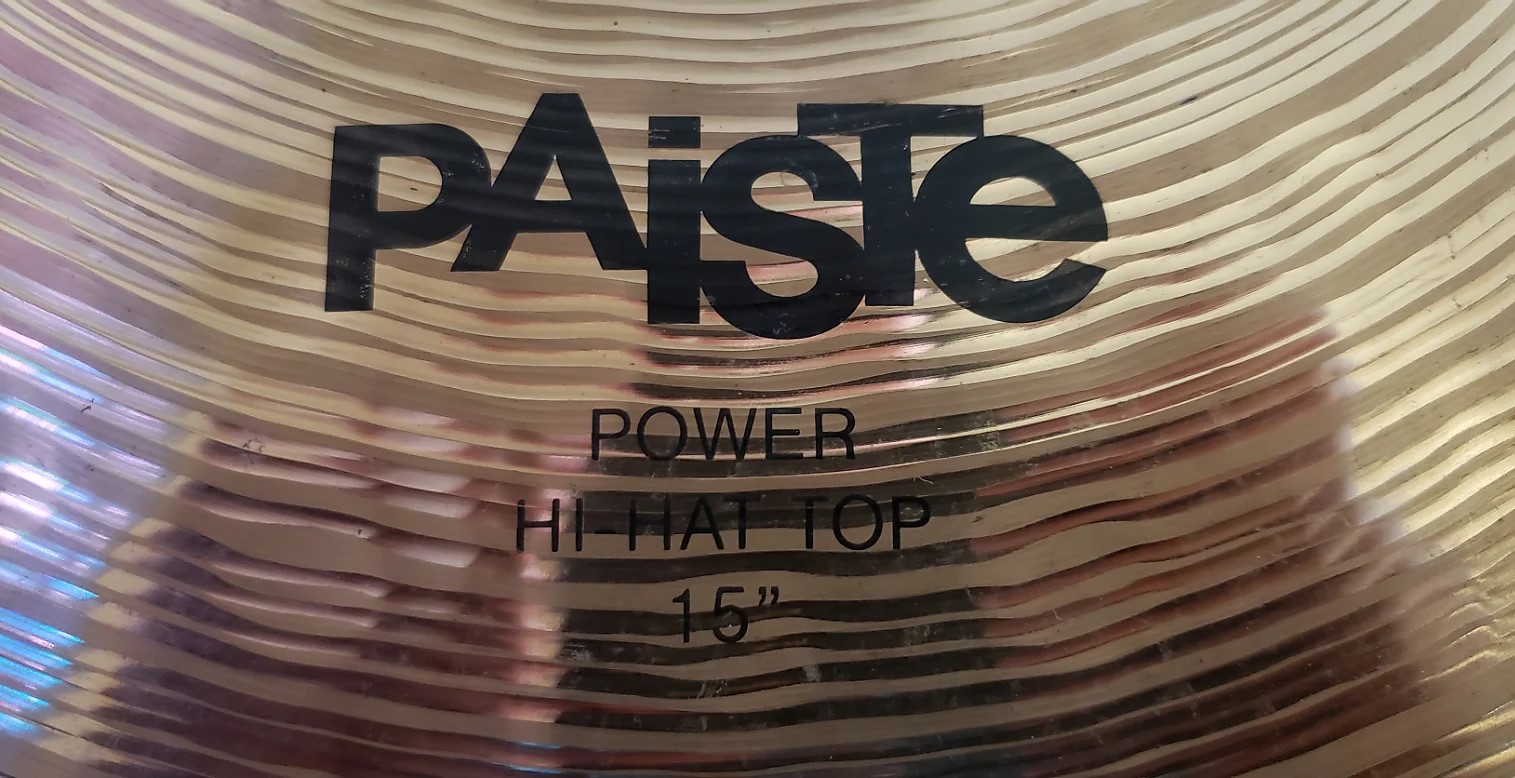 PAiSTe
POWER
HI-HAT TOP
15”